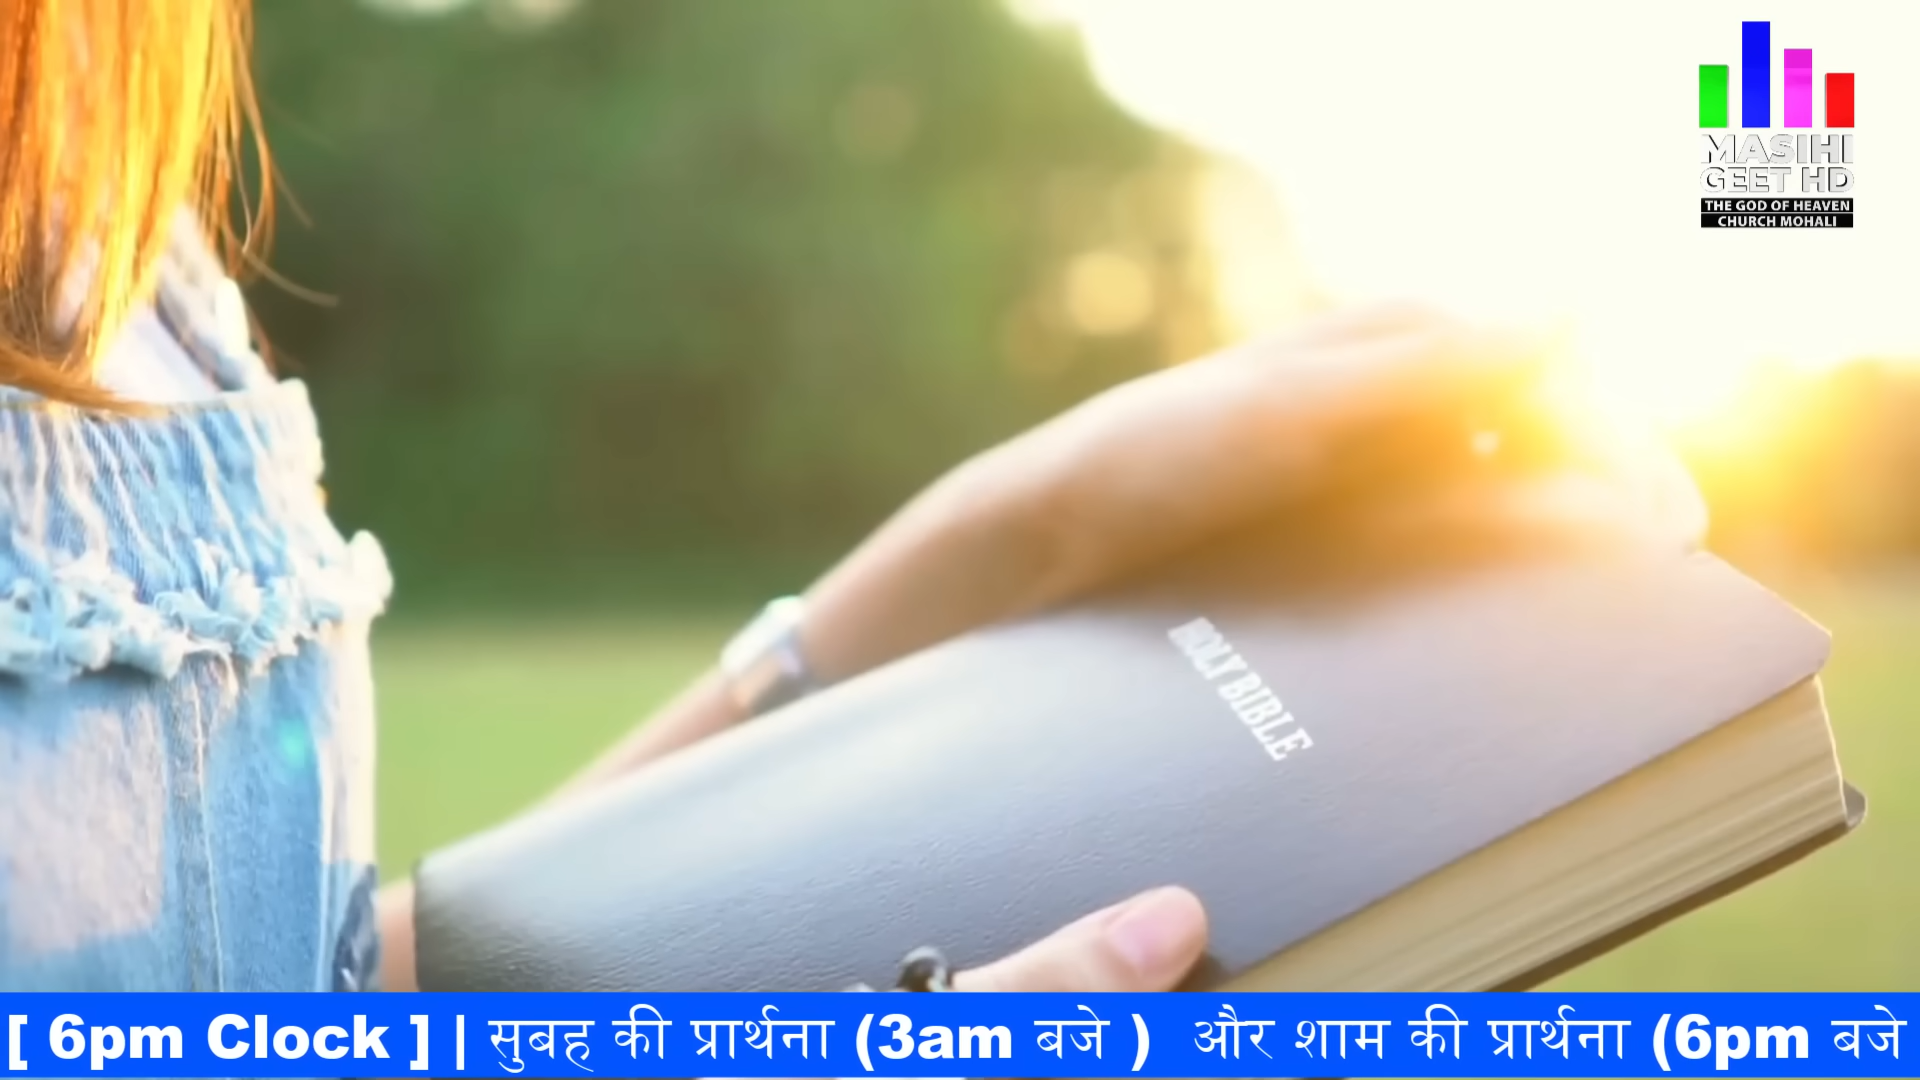 MASIHI
GEET HD
THE GOD OF HEAVEN
CHURCH MOHALI
HOLY BIBLE
[ 6pm Clock ] | सुबह की प्रार्थना (3am बजे ) और शाम की प्रार्थना (6pm बजे